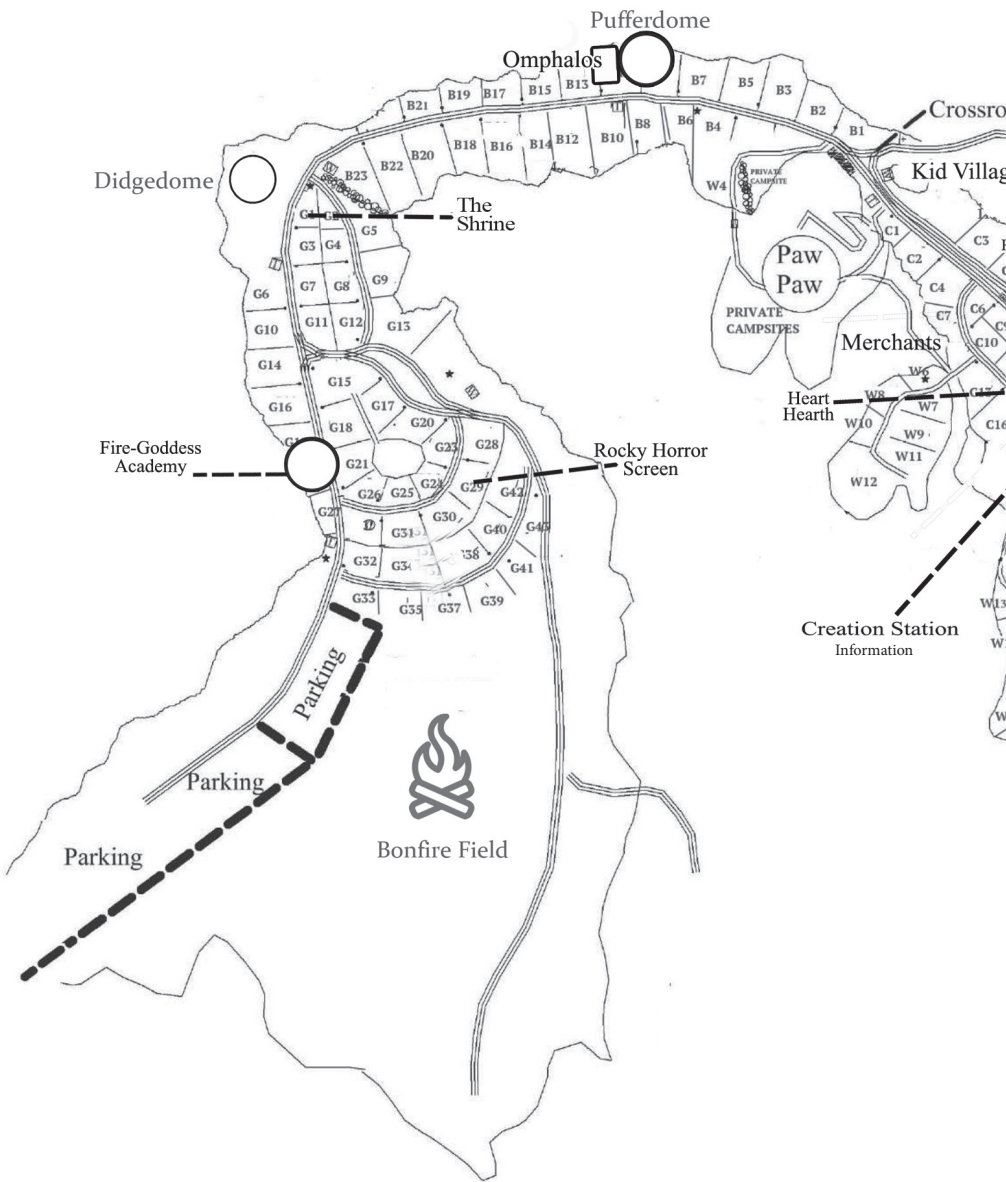 Pufferdome
Omphalos
B7
B5
B3
B2
B1
B21
B19
B17
B15
B13
Crossro
B23
B22
B20
B18
B16
B14
B12
B10
B8
B6
B4
Didgedome
PRIVATE
CAMPSITE
Kid Villag
W4
The
Shrine
G1
G2
G5
G3
G4
C1
C2
C3
Paw
Paw
G6
G7
G8
G9
C4
G10
G11
G12
G13
PRIVATE
CAMPSITES
C7
C6
C10
Merchants
G14
G15
W6
Heart
Hearth
W8
W7
G16
G17
W10
C16
G18
G20
W9
Fire-Goddess
Academy
G21
G23
G28
Rocky Horror
Screen
W11
W12
G26
G25
G24
G29
G42
G27
G31
G30
G40
G43
G32
G41
G33
G35
G37
G39
W13
Creation Station
Information
Parking
Parking
Parking
Bonfire Field